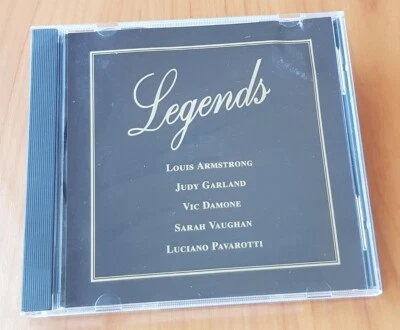 Legends
LOUIS ARMSTRONG
JUDY GARLAND
VIC DAMONE
SARAH VAUGHAN
LUCIANO PAVAROTTI